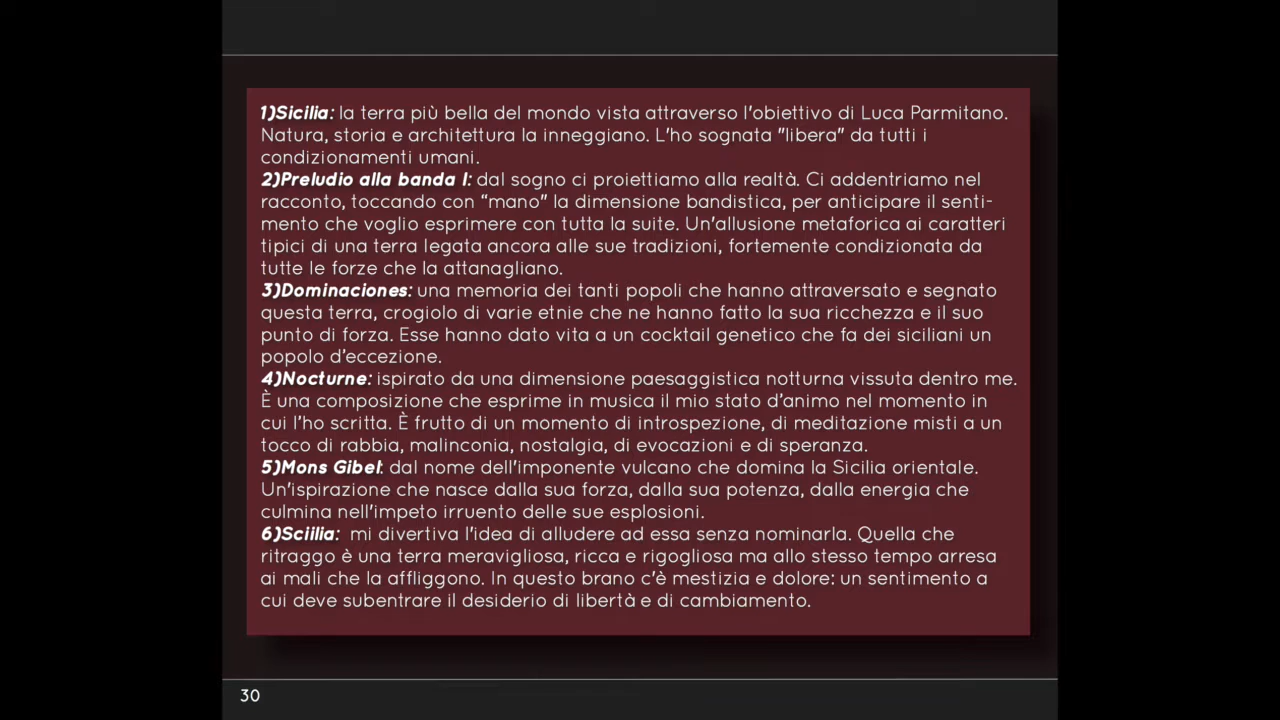 1)Sicilia: la terra più bella del mondo vista attraverso l'obiettivo di Luca Parmitano.
Natura, storia e architettura la inneggiano. L'ho sognata "libera" da tutti i
condizionamenti umani.
2)Preludio alla banda I: dal sogno ci proiettiamo alla realtà. Ci addentriamo nel
racconto, toccando con “mano” la dimensione bandistica, per anticipare il senti-
mento che voglio esprimere con tutta la suite. Un'allusione metaforica ai caratteri
tipici di una terra legata ancora alle sue tradizioni, fortemente condizionata da
tutte le forze che la attanagliano.
3)Dominaciones: una memoria dei tanti popoli che hanno attraversato e segnato
questa terra, crogiolo di varie etnie che ne hanno fatto la sua ricchezza e il suo
punto di forza. Esse hanno dato vita a un cocktail genetico che fa dei siciliani un
popolo d’eccezione.
4)Nocturne: ispirato da una dimensione paesaggistica notturna vissuta dentro me.
È una composizione che esprime in musica il mio stato d’animo nel momento in
cui l’ho scritta. È frutto di un momento di introspezione, di meditazione misti a un
tocco di rabbia, malinconia, nostalgia, di evocazioni e di speranza.
5)Mons Gibel: dal nome dell'imponente vulcano che domina la Sicilia orientale.
Un'ispirazione che nasce dalla sua forza, dalla sua potenza, dalla energia che
culmina nell'impeto irruento delle sue esplosioni.
6)Sciilia: mi divertiva l'idea di alludere ad essa senza nominarla. Quella che
ritraggo è una terra meravigliosa, ricca e rigogliosa ma allo stesso tempo arresa
ai mali che la affliggono. In questo brano c'è mestizia e dolore: un sentimento a
cui deve subentrare il desiderio di libertà e di cambiamento.
30